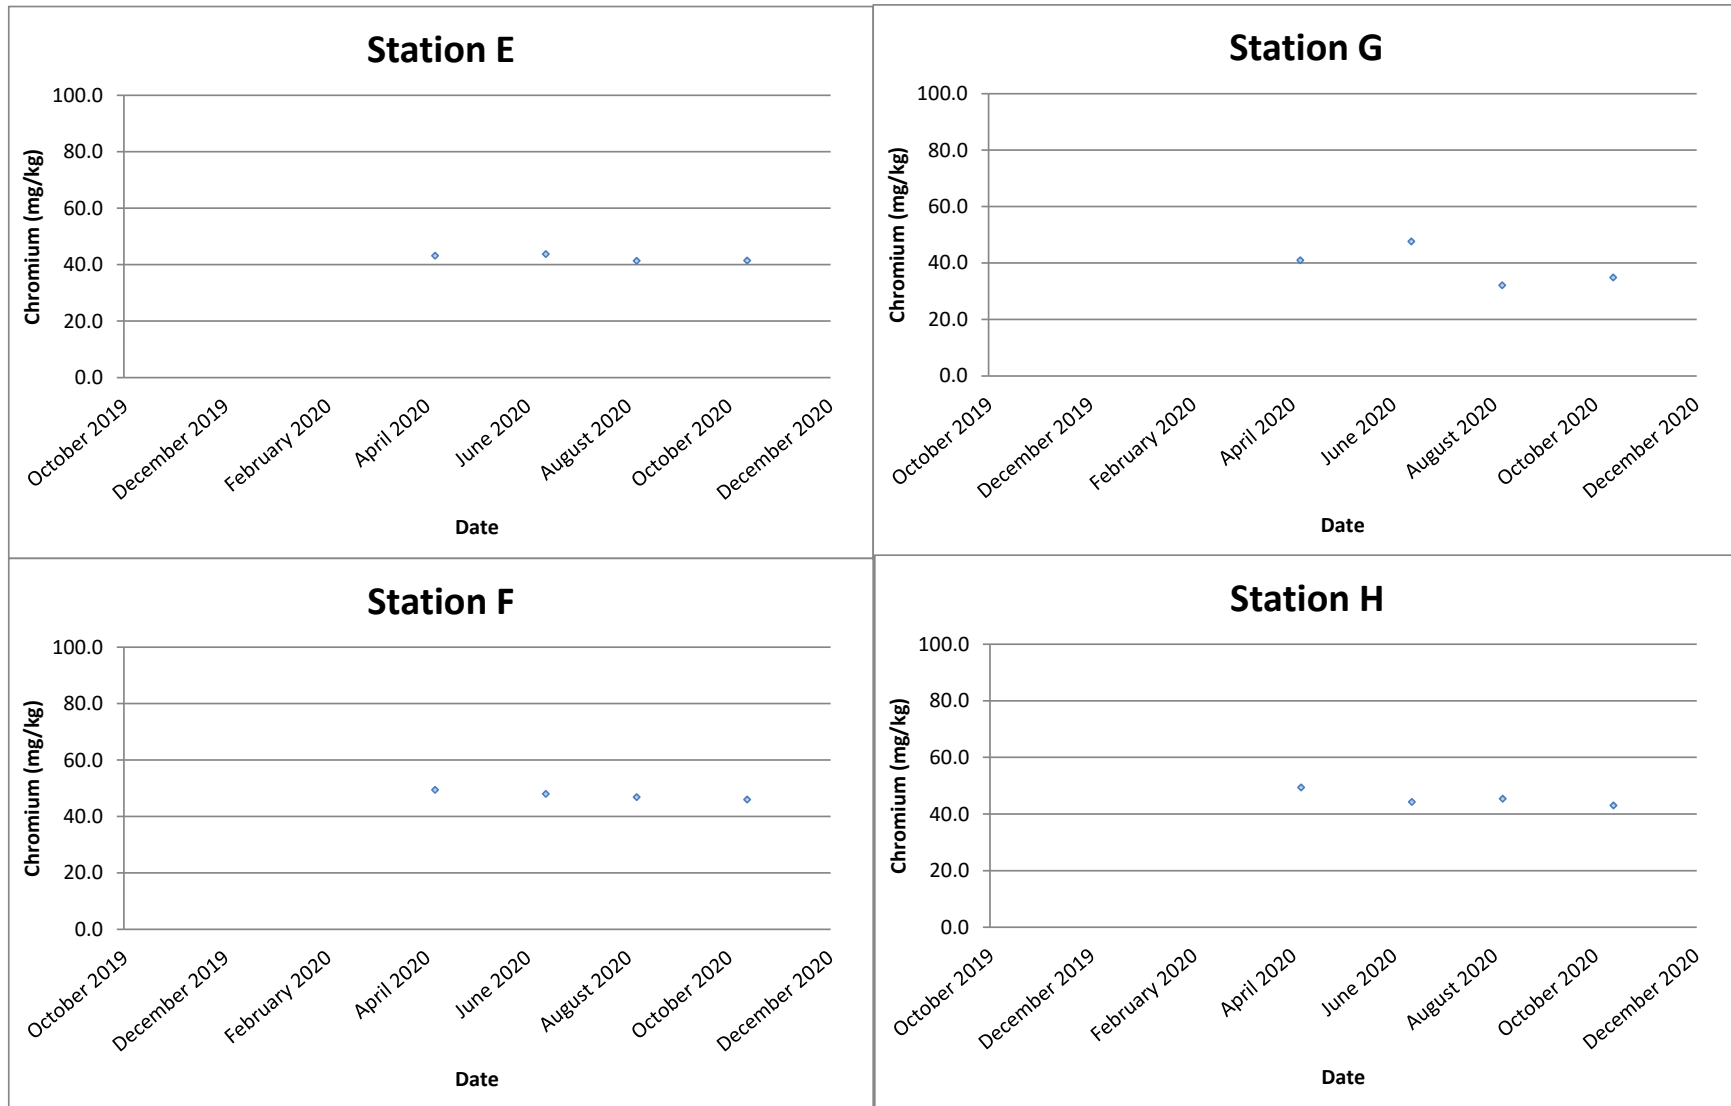 Station E
100.0
80.0
60.0
40.0
20.0
0.0
Chromium (mg/kg)
October 2019
December 2019
February 2020
April 2020
June 2020
August 2020
October 2020
December 2020
Date
Station G
100.0
80.0
60.0
40.0
20.0
0.0
Chromium (mg/kg)
October 2019
December 2019
February 2020
April 2020
June 2020
August 2020
October 2020
December 2020
Date
Station F
100.0
80.0
60.0
40.0
20.0
0.0
Chromium (mg/kg)
October 2019
December 2019
February 2020
April 2020
June 2020
August 2020
October 2020
December 2020
Date
Station H
100.0
80.0
60.0
40.0
20.0
0.0
Chromium (mg/kg)
October 2019
December 2019
February 2020
April 2020
June 2020
August 2020
October 2020
December 2020
Date